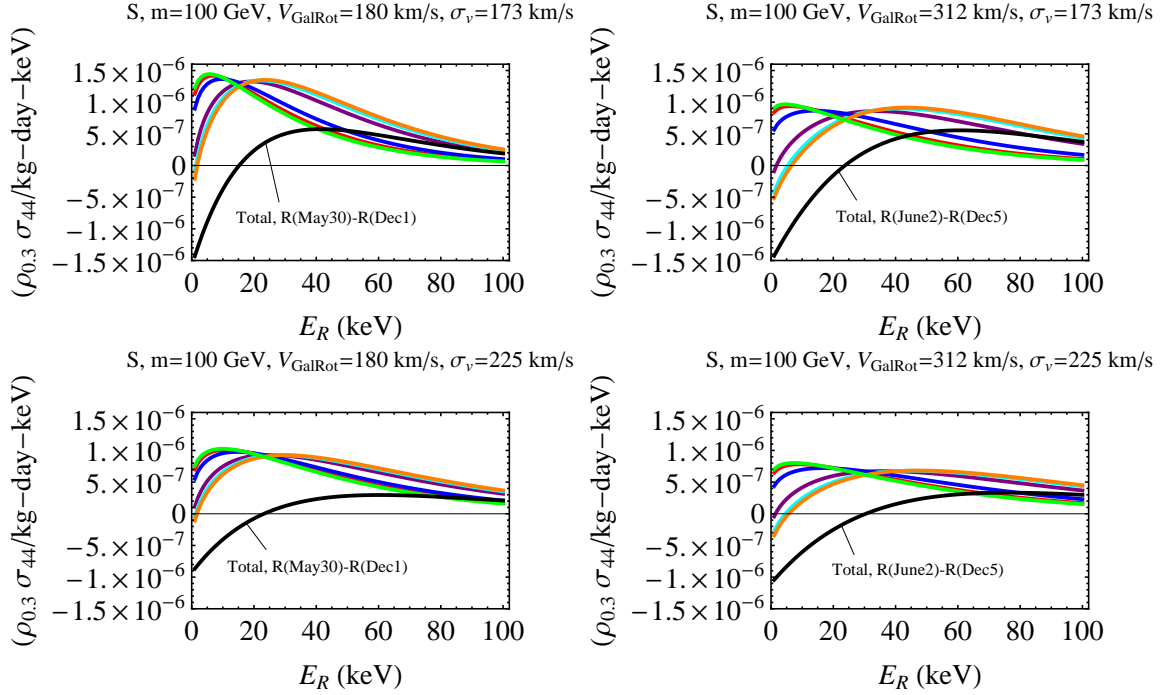 S, m=100 GeV, V_GalRot=180 km/s, σ_v=173 km/s
(ρ_0.3 σ_44/kg−day−keV)
1.5×10^-6
1.×10^-6
5.×10^-7
0
−5.×10^-7
−1.×10^-6
−1.5×10^-6
Total, R(May30)-R(Dec1)
0 20 40 60 80 100
E_R (keV)
S, m=100 GeV, V_GalRot=312 km/s, σ_v=173 km/s
(ρ_0.3 σ_44/kg−day−keV)
1.5×10^-6
1.×10^-6
5.×10^-7
0
−5.×10^-7
−1.×10^-6
−1.5×10^-6
Total, R(June2)-R(Dec5)
0 20 40 60 80 100
E_R (keV)
S, m=100 GeV, V_GalRot=180 km/s, σ_v=225 km/s
(ρ_0.3 σ_44/kg−day−keV)
1.5×10^-6
1.×10^-6
5.×10^-7
0
−5.×10^-7
−1.×10^-6
−1.5×10^-6
Total, R(May30)-R(Dec1)
0 20 40 60 80 100
E_R (keV)
S, m=100 GeV, V_GalRot=312 km/s, σ_v=225 km/s
(ρ_0.3 σ_44/kg−day−keV)
1.5×10^-6
1.×10^-6
5.×10^-7
0
−5.×10^-7
−1.×10^-6
−1.5×10^-6
Total, R(June2)-R(Dec5)
0 20 40 60 80 100
E_R (keV)